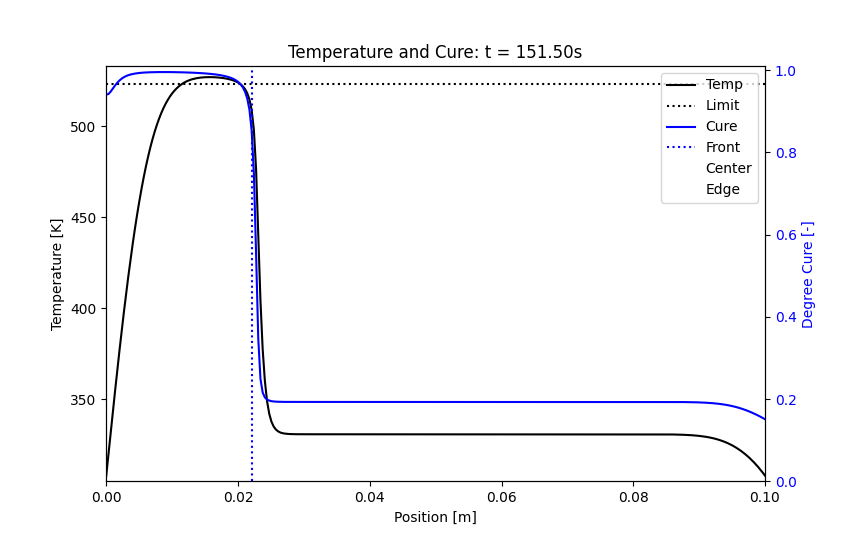 Temperature and Cure: t = 151.50s
Temperature [K]
500
450
400
350
Temp
Limit
Cure
Front
Center
Edge
1.0
0.8
0.6
0.4
0.2
0.0
Degree Cure [-]
0.00
0.02
0.04
0.06
0.08
0.10
Position [m]